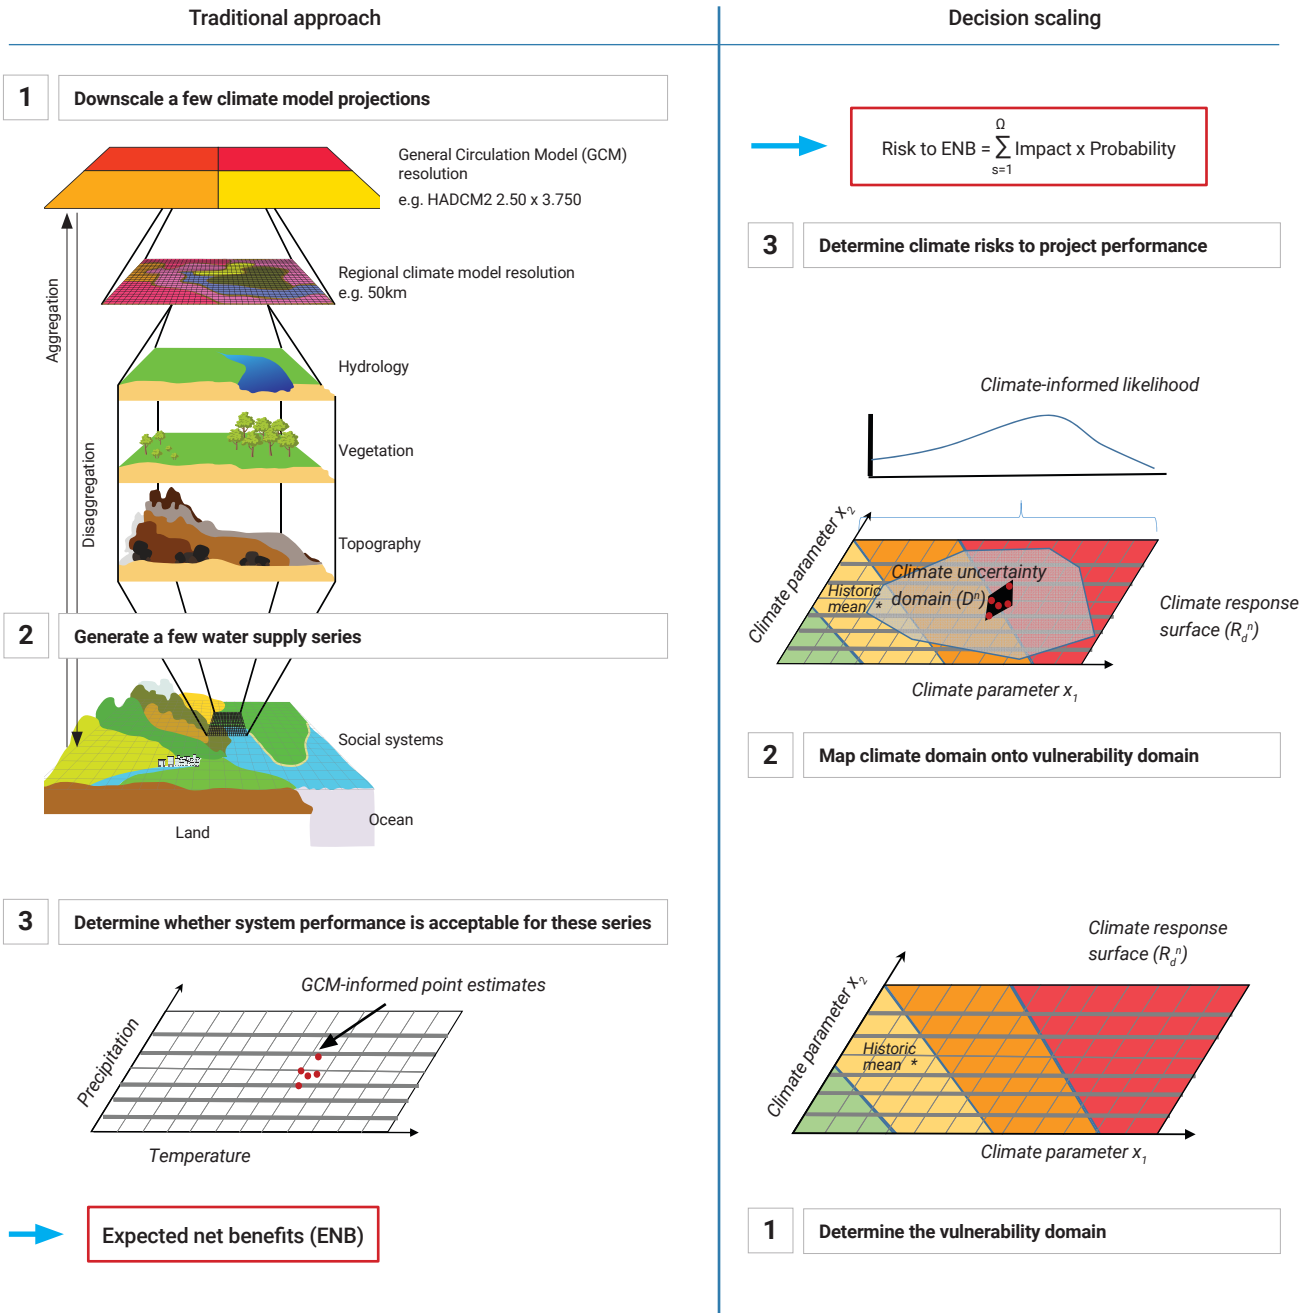 Traditional approach
1
Downscale a few climate model projections
General Circulation Model (GCM)
resolution
e.g. HADCM2 2.50 x 3.750
Regional climate model resolution
e.g. 50km
Aggregation
Disaggregation
Hydrology
Vegetation
Topography
2
Generate a few water supply series
Social systems
Ocean
Land
3
Determine whether system performance is acceptable for these series
GCM-informed point estimates
Precipitation
Temperature
Expected net benefits (ENB)
Decision scaling
Risk to ENB = Ω ∑ s=1 Impact x Probability
3
Determine climate risks to project performance
Climate-informed likelihood
Climate parameter x₂
Climate uncertainty
domain (Dⁿ)
Historic
mean *
Climate response
surface (R_dⁿ)
Climate parameter x₁
2
Map climate domain onto vulnerability domain
Climate response
surface (R_dⁿ)
Climate parameter x₂
Historic
mean *
Climate parameter x₁
1
Determine the vulnerability domain